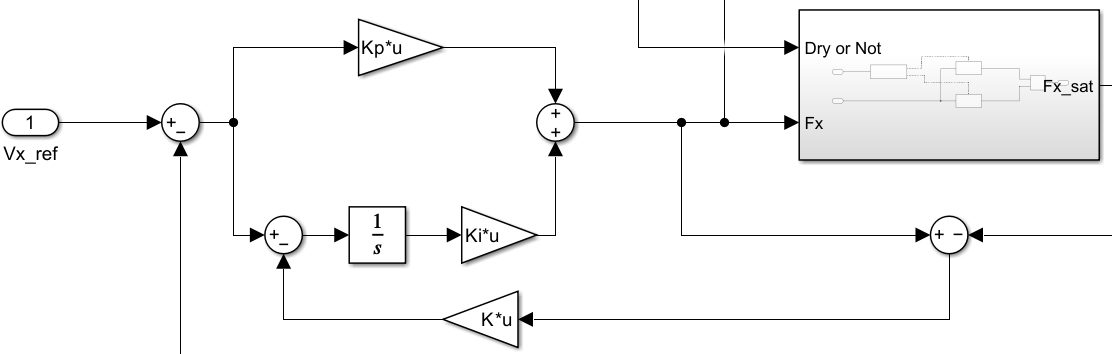 Kp*u
Dry or Not
Fx_sat
1
Vx_ref
+
−
+
+
Fx
+
−
1
s
Ki*u
+ −
K*u